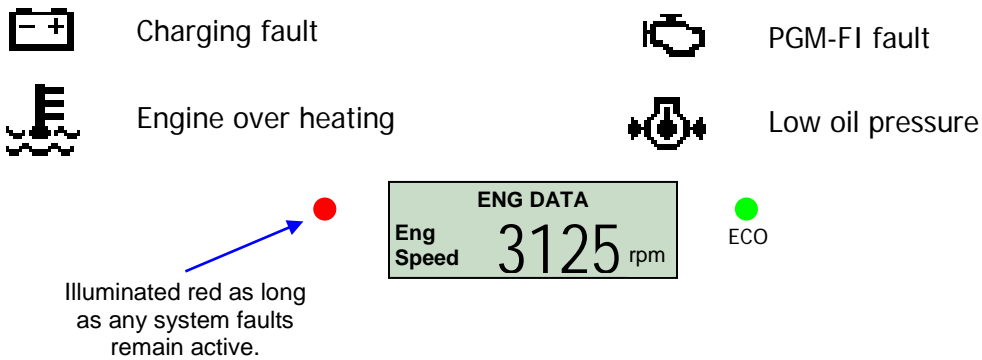 Charging fault
PGM-FI fault
Engine over heating
Low oil pressure
ENG DATA
Eng
Speed
3125 rpm
ECO
Illuminated red as long
as any system faults
remain active.